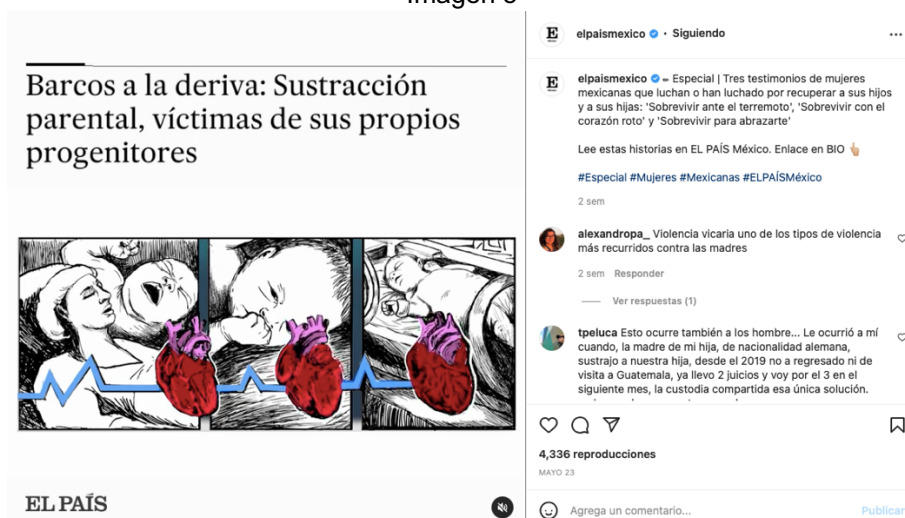 Barcos a la deriva: Sustracción
parental, víctimas de sus propios
progenitores
EL PAÍS
E
elpaismexico • Siguiendo
E
elpaismexico ✒ Especial | Tres testimonios de mujeres
mexicanas que luchan o han luchado por recuperar a sus hijos
y a sus hijas: 'Sobrevivir ante el terremoto', 'Sobrevivir con el
corazón roto' y 'Sobrevivir para abrazarte'
Lee estas historias en EL PAÍS México. Enlace en BIO 👆🏼
#Especial #Mujeres #Mexicanas #ELPAÍSMéxico
2 sem
alexandropa_ Violencia vicaria uno de los tipos de violencia
más recurridos contra las madres
2 sem Responder
Ver respuestas (1)
tpeluca Esto ocurre también a los hombre... Le ocurrió a mí
cuando, la madre de mi hija, de nacionalidad alemana,
sustrajo a nuestra hija, desde el 2019 no a regresado ni de
visita a Guatemala, ya llevo 2 juicios y voy por el 3 en el
siguiente mes, la custodia compartida esa única solución.
4,336 reproducciones
MAYO 23
Agrega un comentario...
Publicar